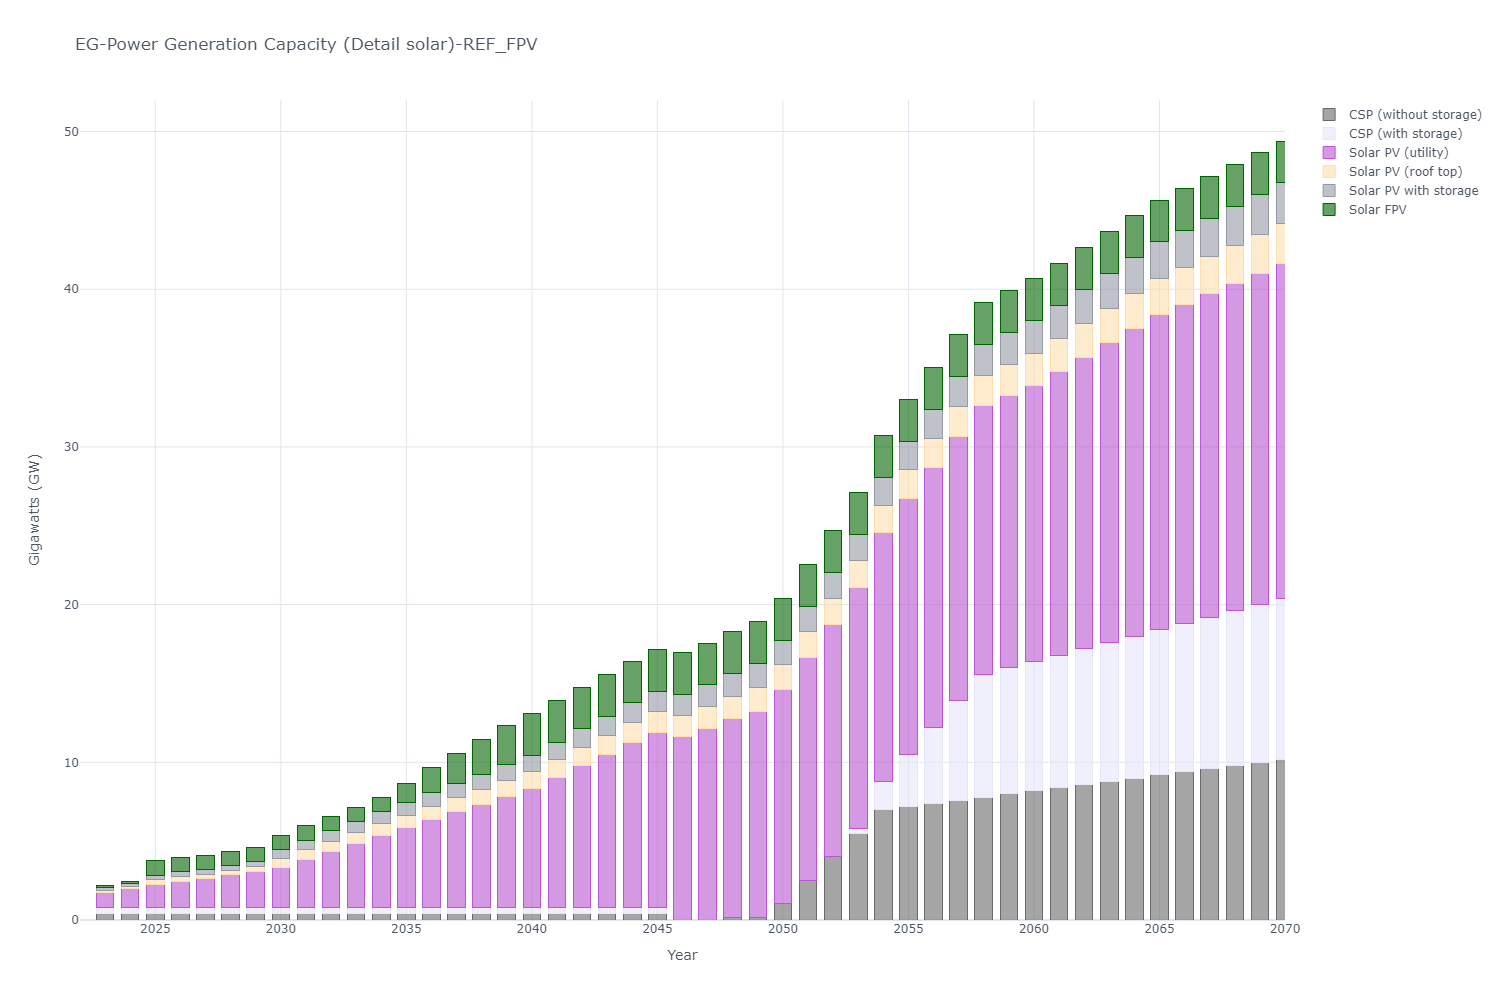 EG-Power Generation Capacity (Detail solar)-REF_FPV
50
40
30
20
10
0
Gigawatts (GW)
2025 2030 2035 2040 2045 2050 2055 2060 2065 2070
Year
CSP (without storage)
CSP (with storage)
Solar PV (utility)
Solar PV (roof top)
Solar PV with storage
Solar FPV